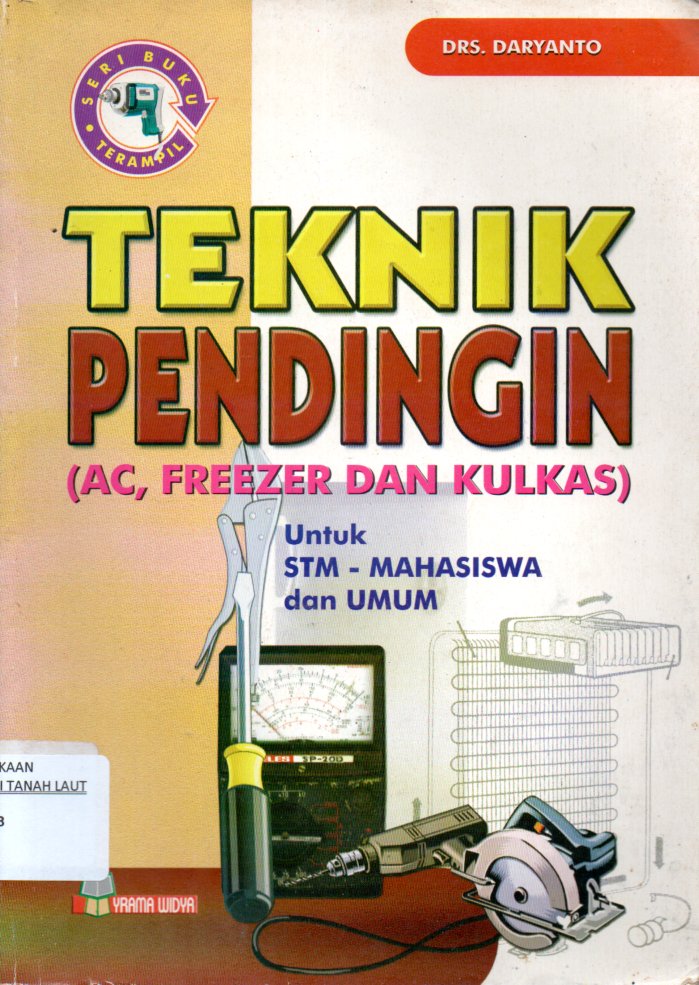 DRS. DARYANTO
SERI BUKU
TERAMPIL
TEKNIK
PENDINGIN
(AC, FREEZER DAN KULKAS)
Untuk
STM - MAHASISWA
dan UMUM
SP-20D
KAAN
I TANAH LAUT
YRAMA WIDYA